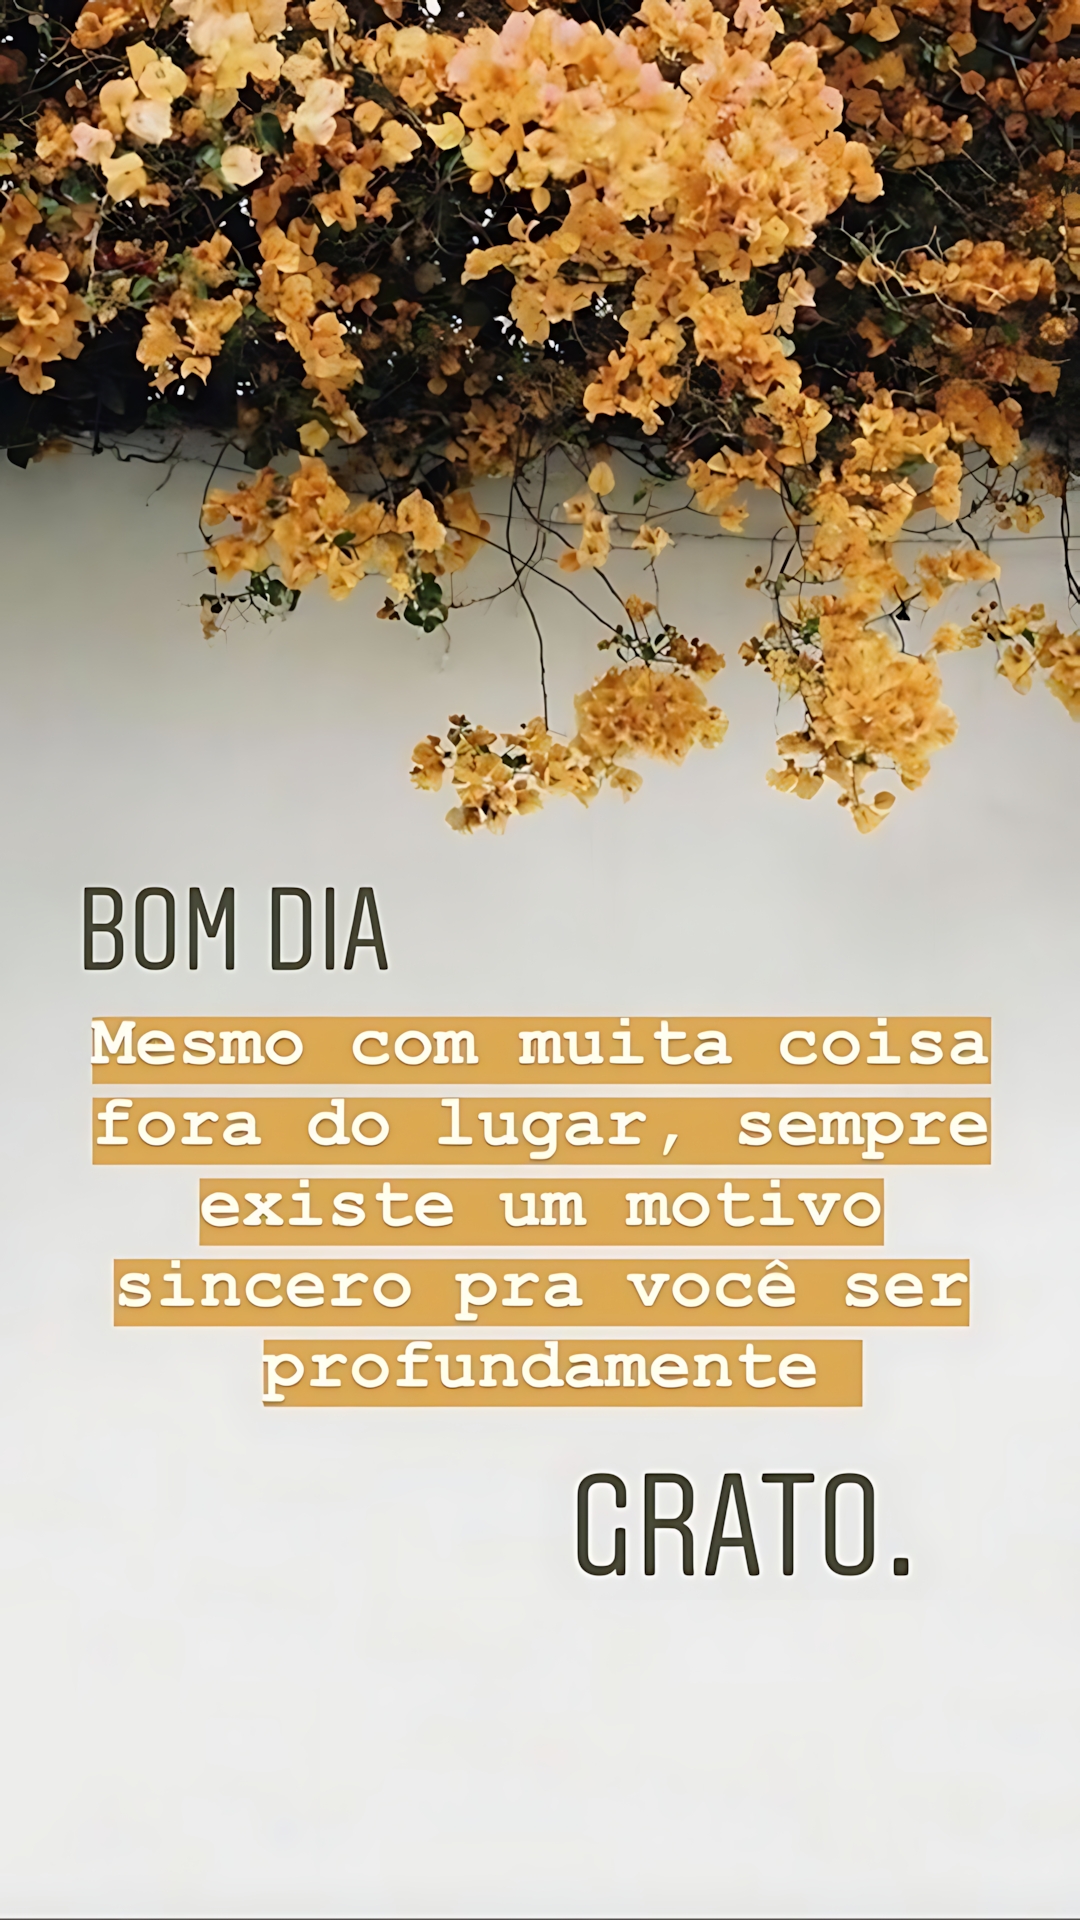 BOM DIA
Mesmo com muita coisa
fora do lugar, sempre
existe um motivo
sincero pra você ser
profundamente
GRATO.